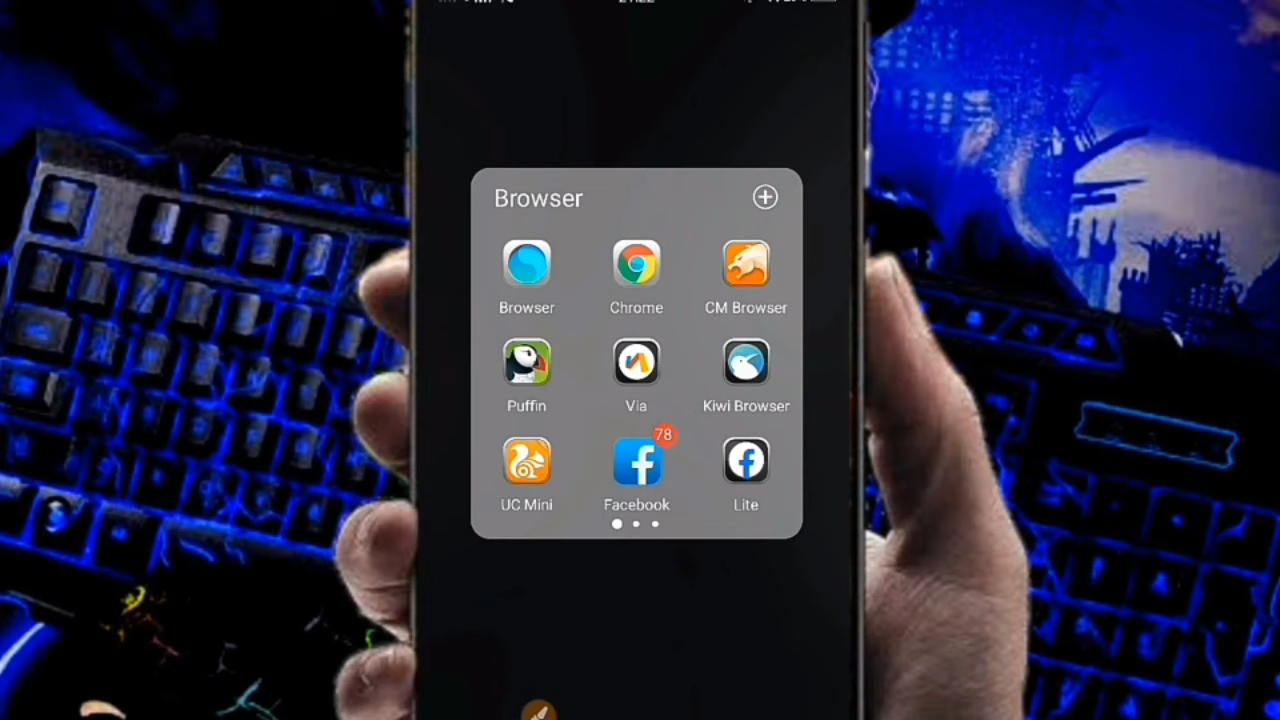 Browser
Browser Chrome CM Browser
Puffin Via Kiwi Browser
78
UC Mini Facebook Lite